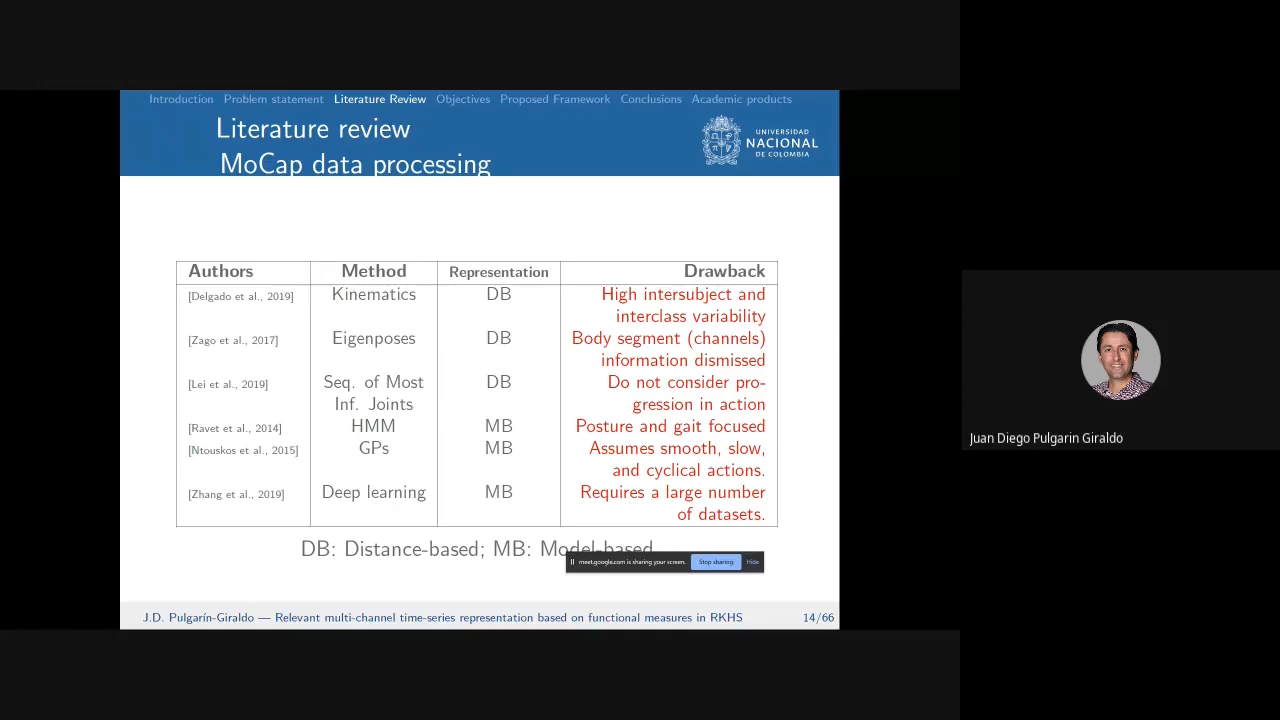 Introduction Problem statement Literature Review Objectives Proposed Framework Conclusions Academic products
Literature review
MoCap data processing
UNIVERSIDAD
NACIONAL
DE COLOMBIA
Authors Method Representation Drawback
[Delgado et al., 2019] Kinematics DB High intersubject and
interclass variability
[Zago et al., 2017] Eigenposes DB Body segment (channels)
information dismissed
[Lei et al., 2019] Seq. of Most DB Do not consider pro-
Inf. Joints gression in action
[Ravet et al., 2014] HMM MB Posture and gait focused
[Ntouskos et al., 2015] GPs MB Assumes smooth, slow,
and cyclical actions.
[Zhang et al., 2019] Deep learning MB Requires a large number
of datasets.
DB: Distance-based; MB: Model-based
meet.google.com is sharing your screen. Stop sharing Hide
J.D. Pulgarín-Giraldo — Relevant multi-channel time-series representation based on functional measures in RKHS 14/66
Juan Diego Pulgarin Giraldo